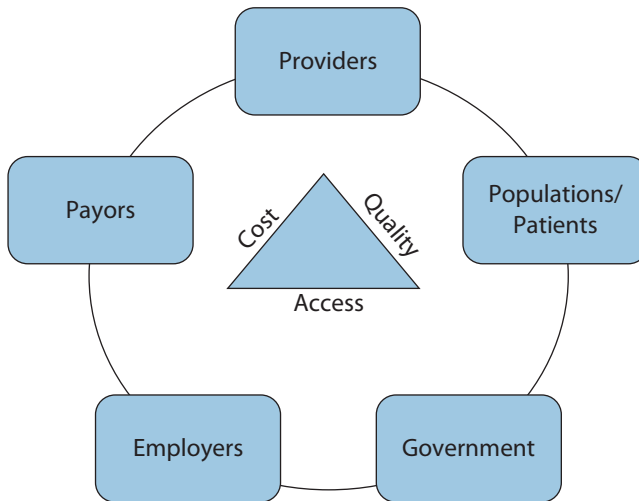 Providers
Payors
Populations/
Patients
Cost
Quality
Access
Employers
Government